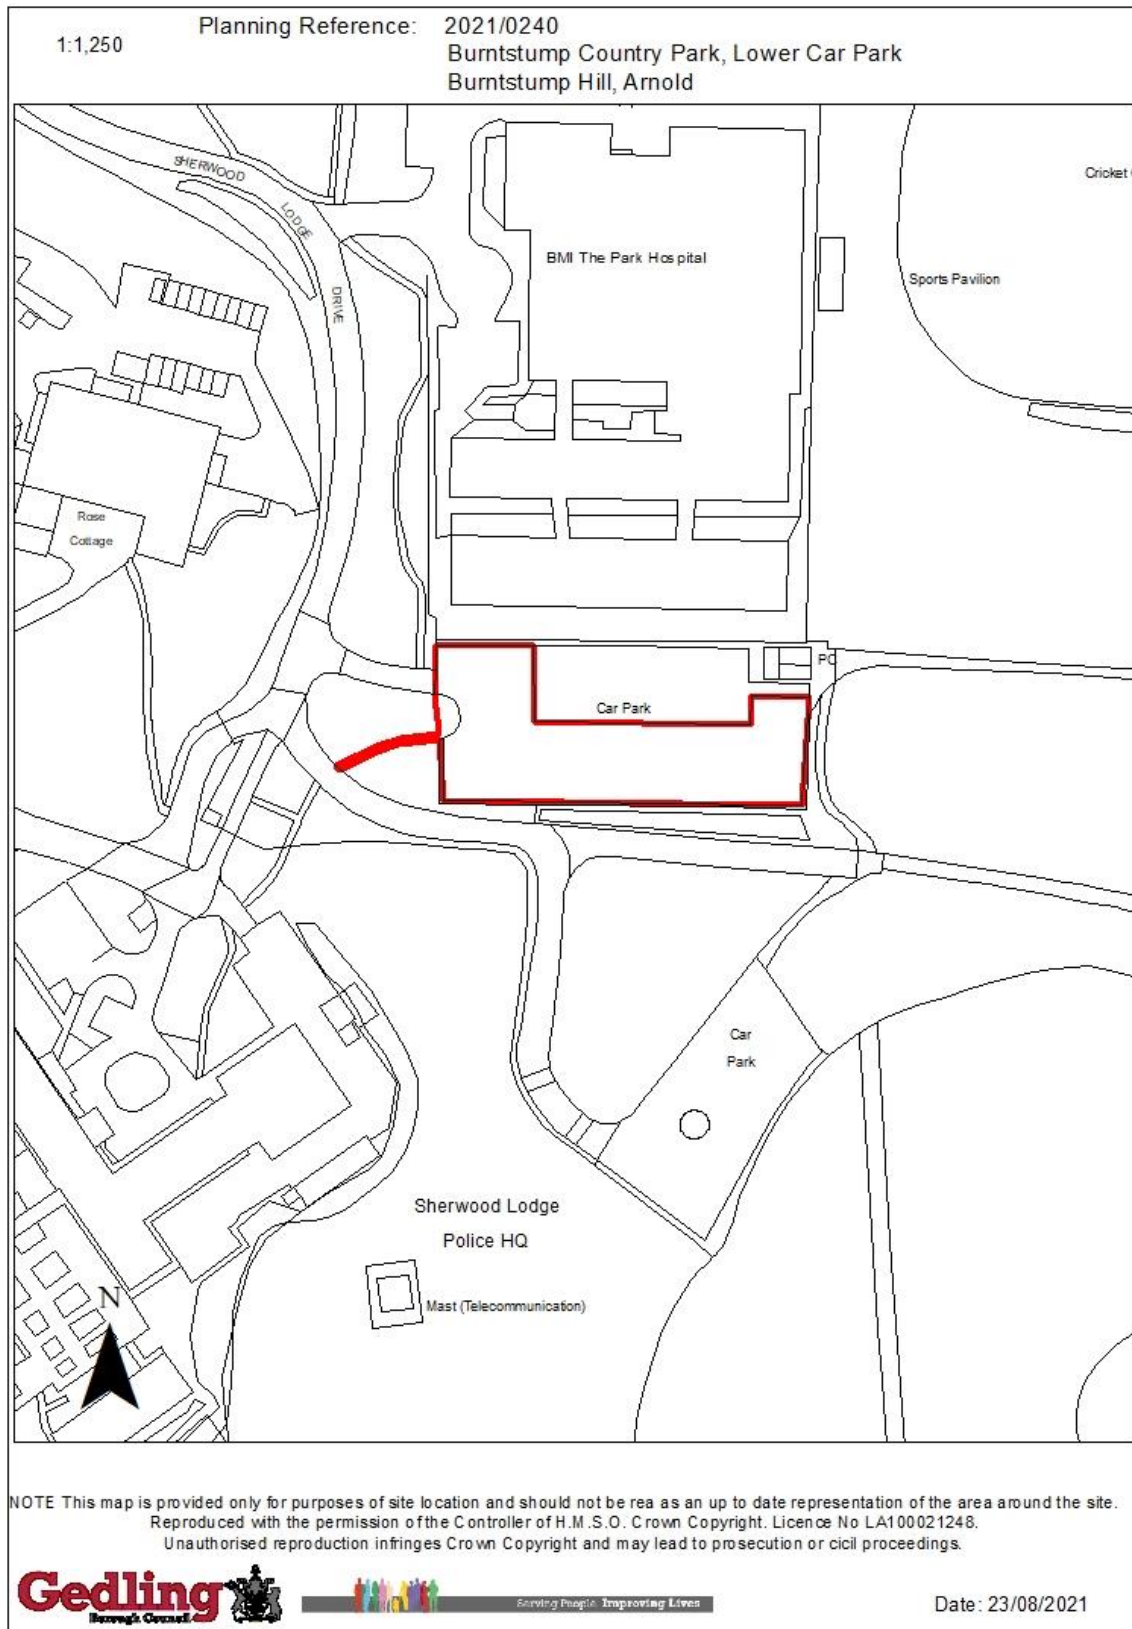 Planning Reference: 2021/0240
1:1,250
Burntstump Country Park, Lower Car Park
Burntstump Hill, Arnold
SHERWOOD
LODGE
DRIVE
Cricket
BMI The Park Hospital
Sports Pavilion
Rose
Cottage
PC
Car Park
Car
Park
Sherwood Lodge
Police HQ
Mast (Telecommunication)
N
NOTE This map is provided only for purposes of site location and should not be rea as an up to date representation of the area around the site.
Reproduced with the permission of the Controller of H.M.S.O. Crown Copyright. Licence No LA100021248.
Unauthorised reproduction infringes Crown Copyright and may lead to prosecution or cicil proceedings.
Gedling
Borough Council
Serving People Improving Lives
Date: 23/08/2021